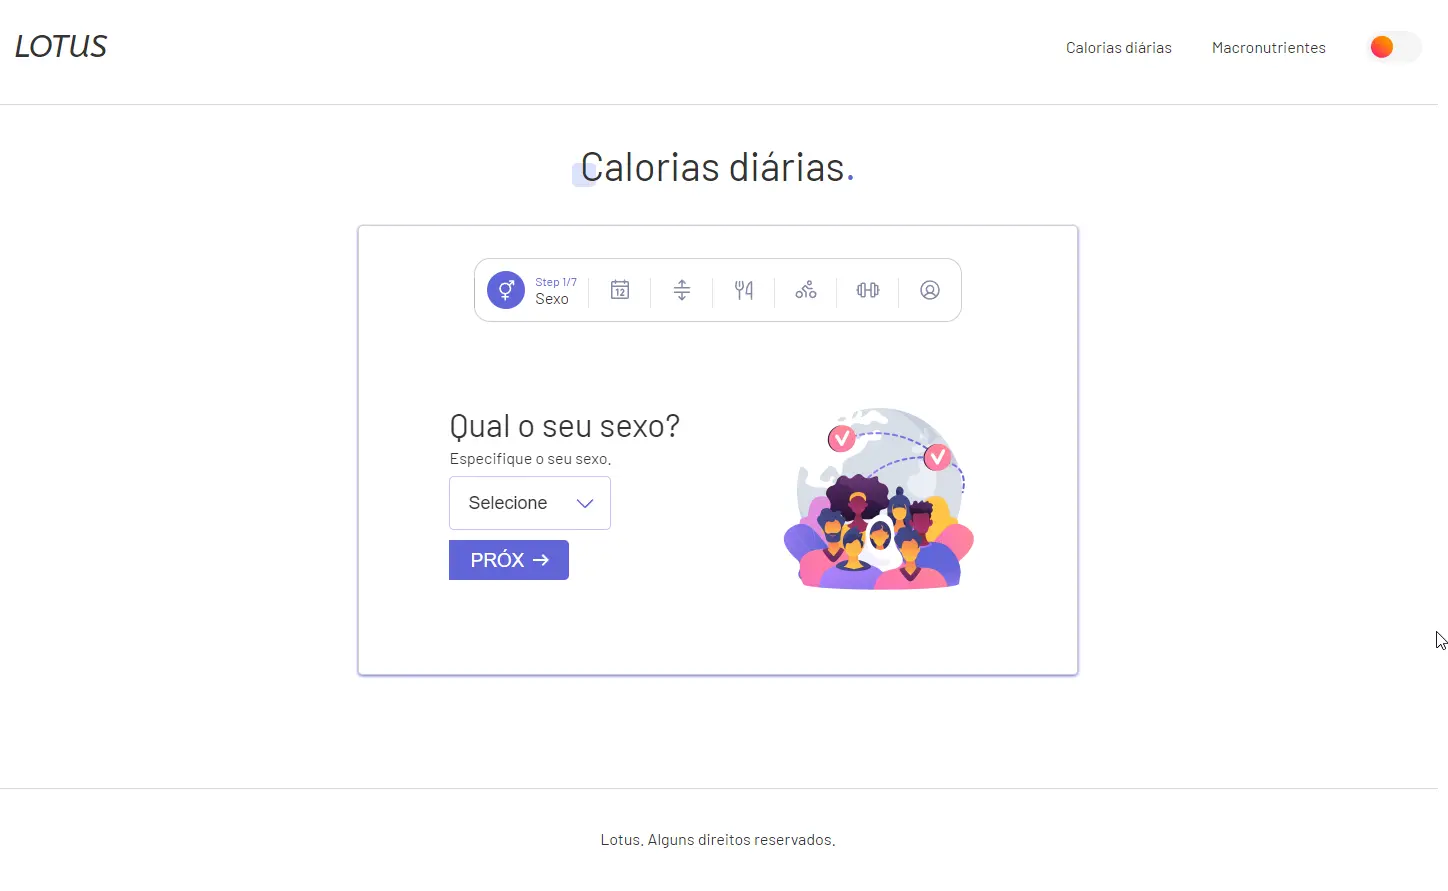 LOTUS
Calorias diárias
Macronutrientes
Calorias diárias.
Step 1/7
Sexo
12
Qual o seu sexo?
Especifique o seu sexo.
Selecione
PRÓX →
Lotus. Alguns direitos reservados.